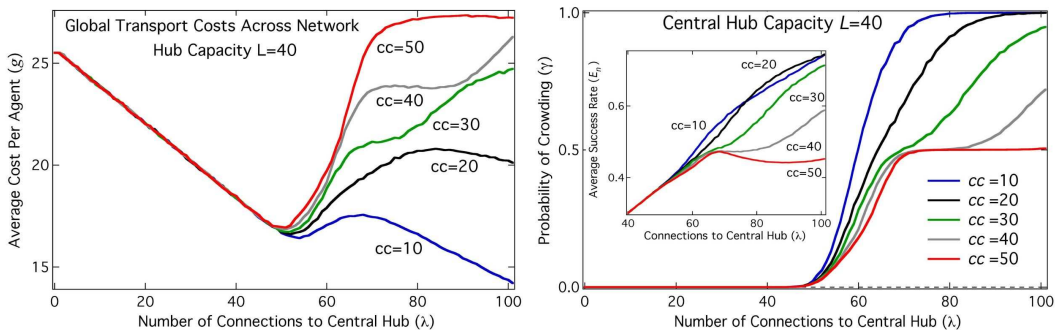 Global Transport Costs Across Network
Hub Capacity L=40
cc=50
cc=40
cc=30
cc=20
cc=10
Average Cost Per Agent (g)
25
20
15
0
20
40
60
80
100
Number of Connections to Central Hub (λ)
Central Hub Capacity L=40
Probability of Crowding (γ)
1.0
0.5
0.0
0
20
40
60
80
100
Number of Connections to Central Hub (λ)
Average Success Rate (En)
0.6
0.4
40
50
60
70
80
90
100
Connections to Central Hub (λ)
cc=20
cc=10
cc=30
cc=40
cc=50
cc =10
cc =20
cc =30
cc =40
cc =50